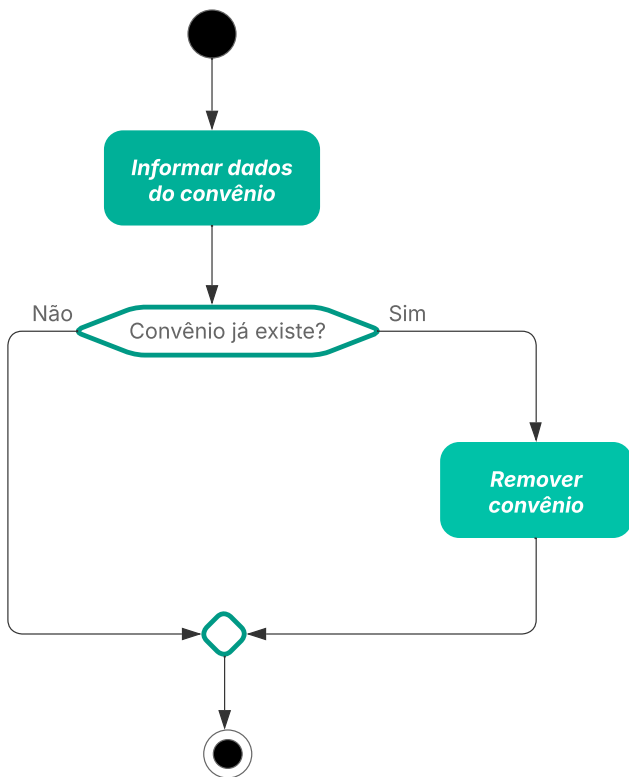 Informar dados
do convênio
Não
Convênio já existe?
Sim
Remover
convênio